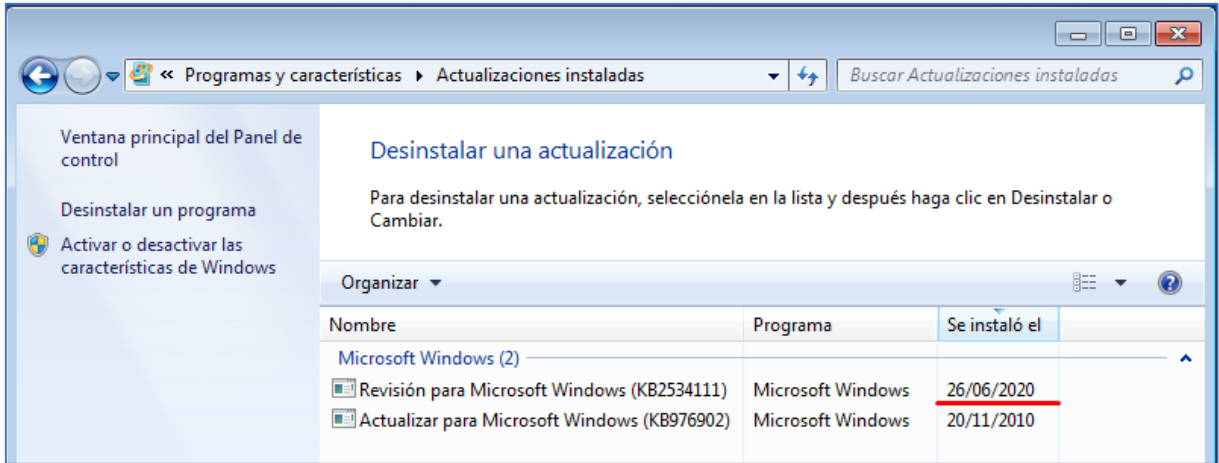 « Programas y características ▸ Actualizaciones instaladas
Buscar Actualizaciones instaladas
Ventana principal del Panel de
control
Desinstalar un programa
Activar o desactivar las
características de Windows
Desinstalar una actualización
Para desinstalar una actualización, selecciónela en la lista y después haga clic en Desinstalar o
Cambiar.
Organizar
Nombre Programa Se instaló el
Microsoft Windows (2)
Revisión para Microsoft Windows (KB2534111) Microsoft Windows 26/06/2020
Actualizar para Microsoft Windows (KB976902) Microsoft Windows 20/11/2010